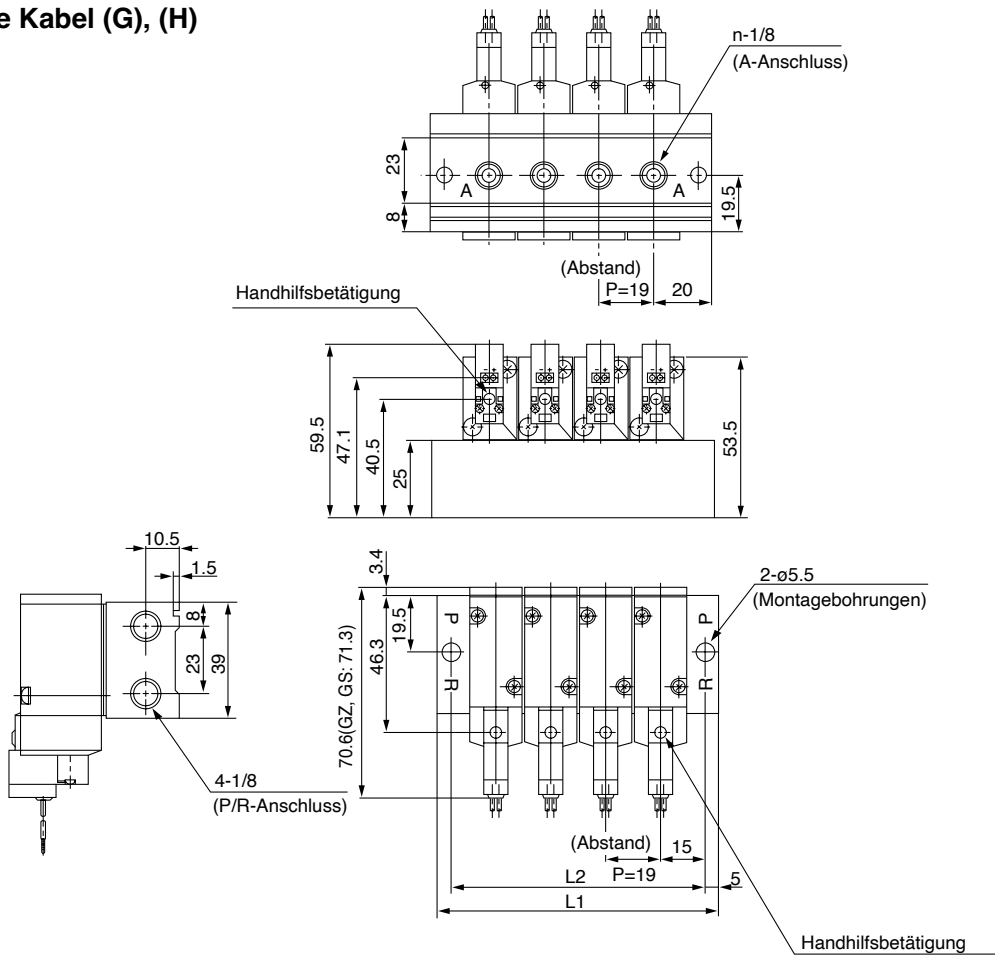 e Kabel (G), (H)
n-1/8
(A-Anschluss)
23
8
A
A
19.5
(Abstand)
P=19
20
Handhilfsbetätigung
- +
- +
- +
- +
59.5
47.1
40.5
25
53.5
10.5
1.5
8
23
39
4-1/8
(P/R-Anschluss)
3.4
19.5
46.3
70.6(GZ, GS: 71.3)
P
R
P
R
2-ø5.5
(Montagebohrungen)
(Abstand)
P=19
15
L2
5
L1
Handhilfsbetätigung